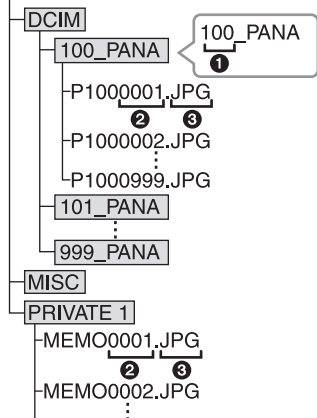 DCIM
100_PANA
100_PANA
❶
P1000001.JPG
❷ ❸
P1000002.JPG
P1000999.JPG
101_PANA
999_PANA
MISC
PRIVATE 1
MEMO0001.JPG
❷ ❸
MEMO0002.JPG